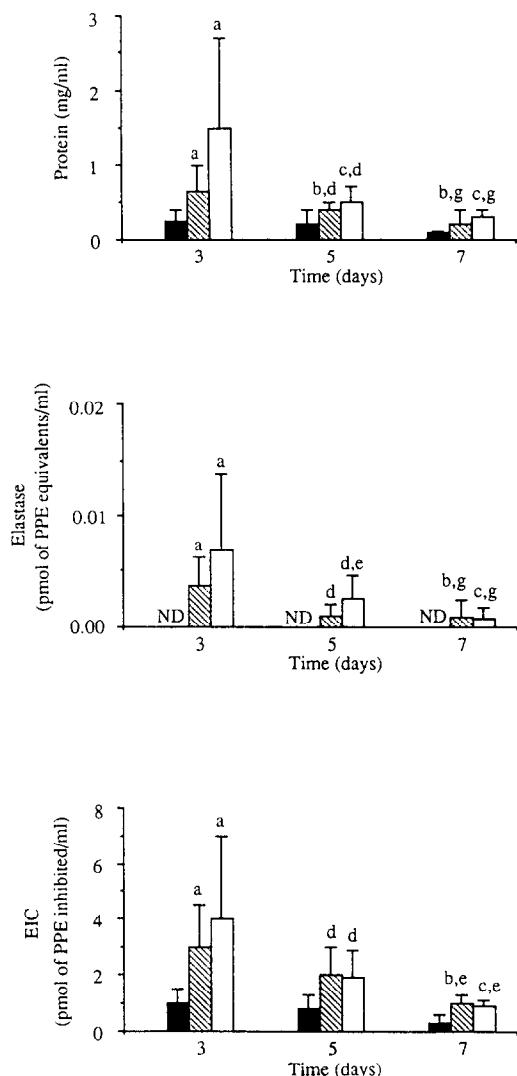 Protein (mg/ml)
3
2
1
0
a
a
b,d
c,d
b,g
c,g
3
5
7
Time (days)
Elastase
(pmol of PPE equivalents/ml)
0.02
0.01
0.00
ND
a
a
ND
d
d,e
ND
b,g
c,g
3
5
7
Time (days)
EIC
(pmol of PPE inhibited/ml)
8
6
4
2
0
a
a
d
d
b,e
c,e
3
5
7
Time (days)